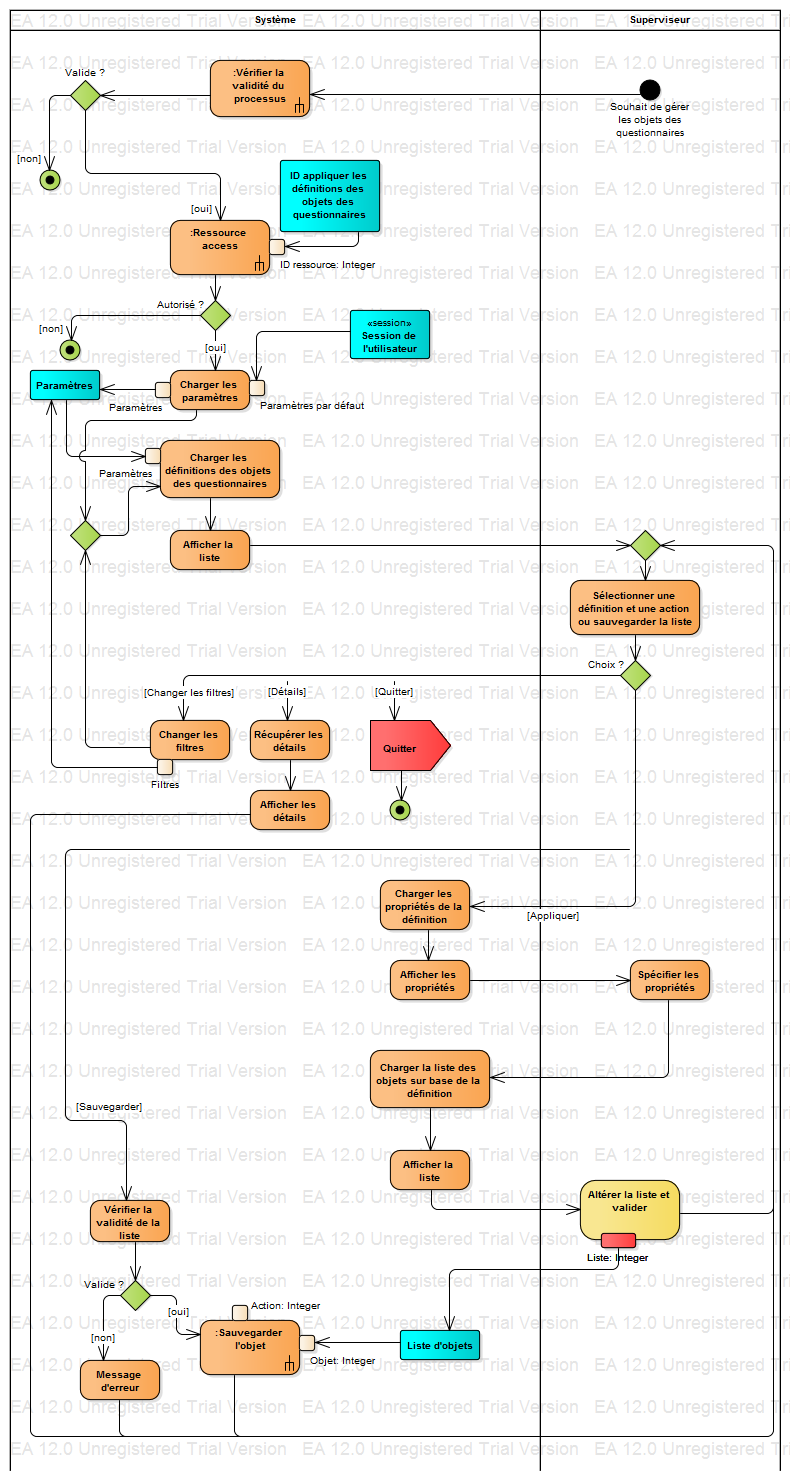 Système
Superviseur
EA 12.0 Unregistered Trial Version
Valide ?
:Vérifier la
validité du
processus
Souhait de gérer
les objets des
questionnaires
[non]
ID appliquer les
définitions des
objets des
questionnaires
[oui]
:Ressource
access
ID ressource: Integer
Autorisé ?
[non]
[oui]
«session»
Session de
l'utilisateur
Paramètres
Charger les
paramètres
Paramètres
Paramètres par défaut
Charger les
définitions des objets
des questionnaires
Paramètres
Afficher la
liste
Sélectionner une
définition et une action
ou sauvegarder la liste
Choix ?
[Changer les filtres]
[Détails]
[Quitter]
Changer les
filtres
Récupérer les
détails
Quitter
Filtres
Afficher les
détails
Charger les
propriétés de la
définition
[Appliquer]
Afficher les
propriétés
Spécifier les
propriétés
Charger la liste des
objets sur base de la
définition
[Sauvegarder]
Afficher la
liste
Altérer la liste et
valider
Vérifier la
validité de la
liste
Liste: Integer
Valide ?
[oui]
Action: Integer
[non]
:Sauvegarder
l'objet
Liste d'objets
Objet: Integer
Message
d'erreur